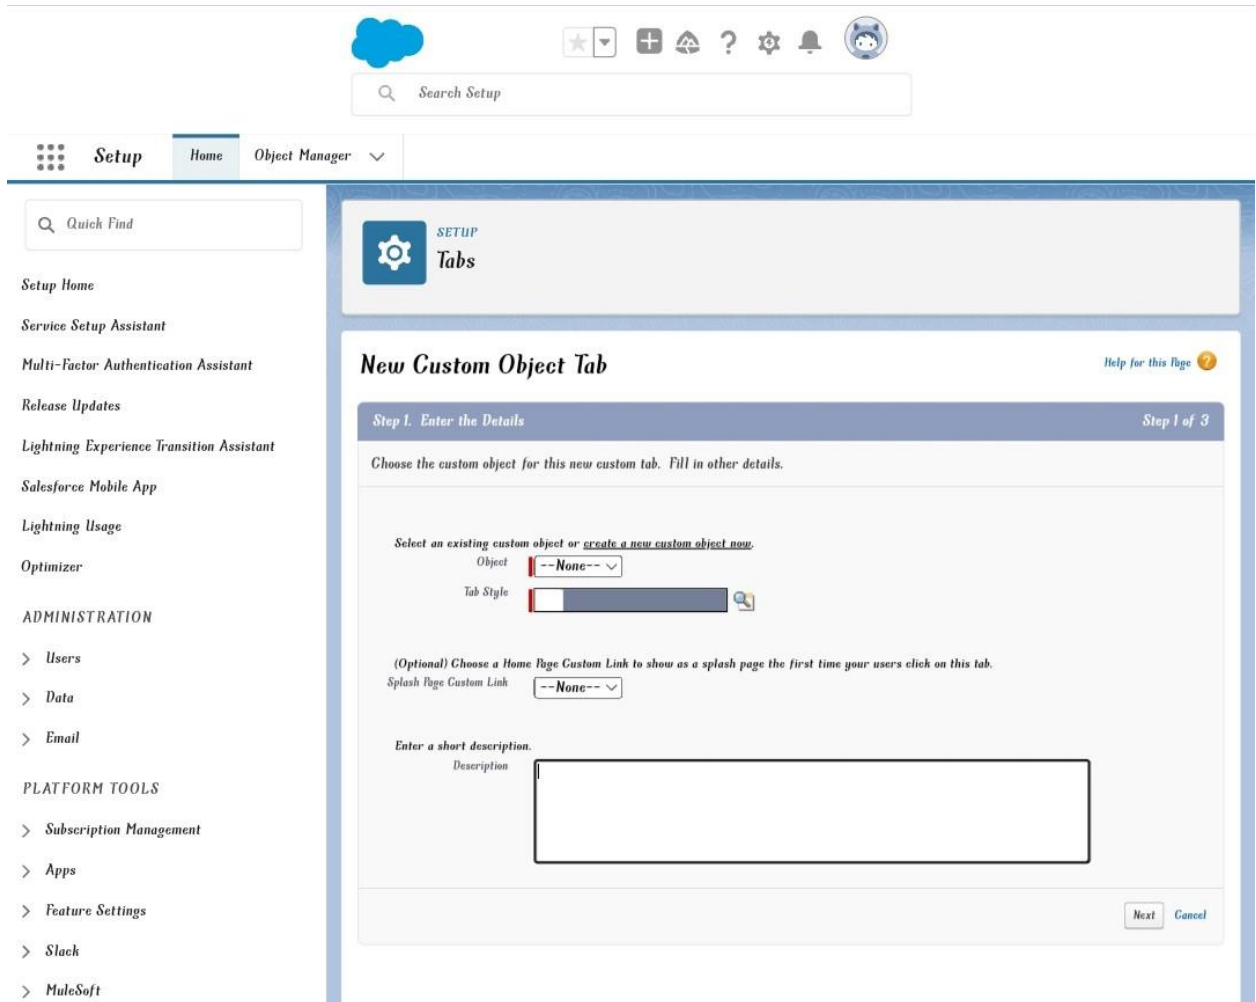 Search Setup
Setup
Home
Object Manager
Quick Find
Setup Home
Service Setup Assistant
Multi-Factor Authentication Assistant
Release Updates
Lightning Experience Transition Assistant
Salesforce Mobile App
Lightning Usage
Optimizer
ADMINISTRATION
Users
Data
Email
PLATFORM TOOLS
Subscription Management
Apps
Feature Settings
Slack
MuleSoft
SETUP
Tabs
New Custom Object Tab
Help for this Page ?
Step 1. Enter the Details
Step 1 of 3
Choose the custom object for this new custom tab. Fill in other details.
Select an existing custom object or create a new custom object now.
Object
--None--
Tab Style
(Optional) Choose a Home Page Custom Link to show as a splash page the first time your users click on this tab.
Splash Page Custom Link
--None--
Enter a short description.
Description
Next
Cancel